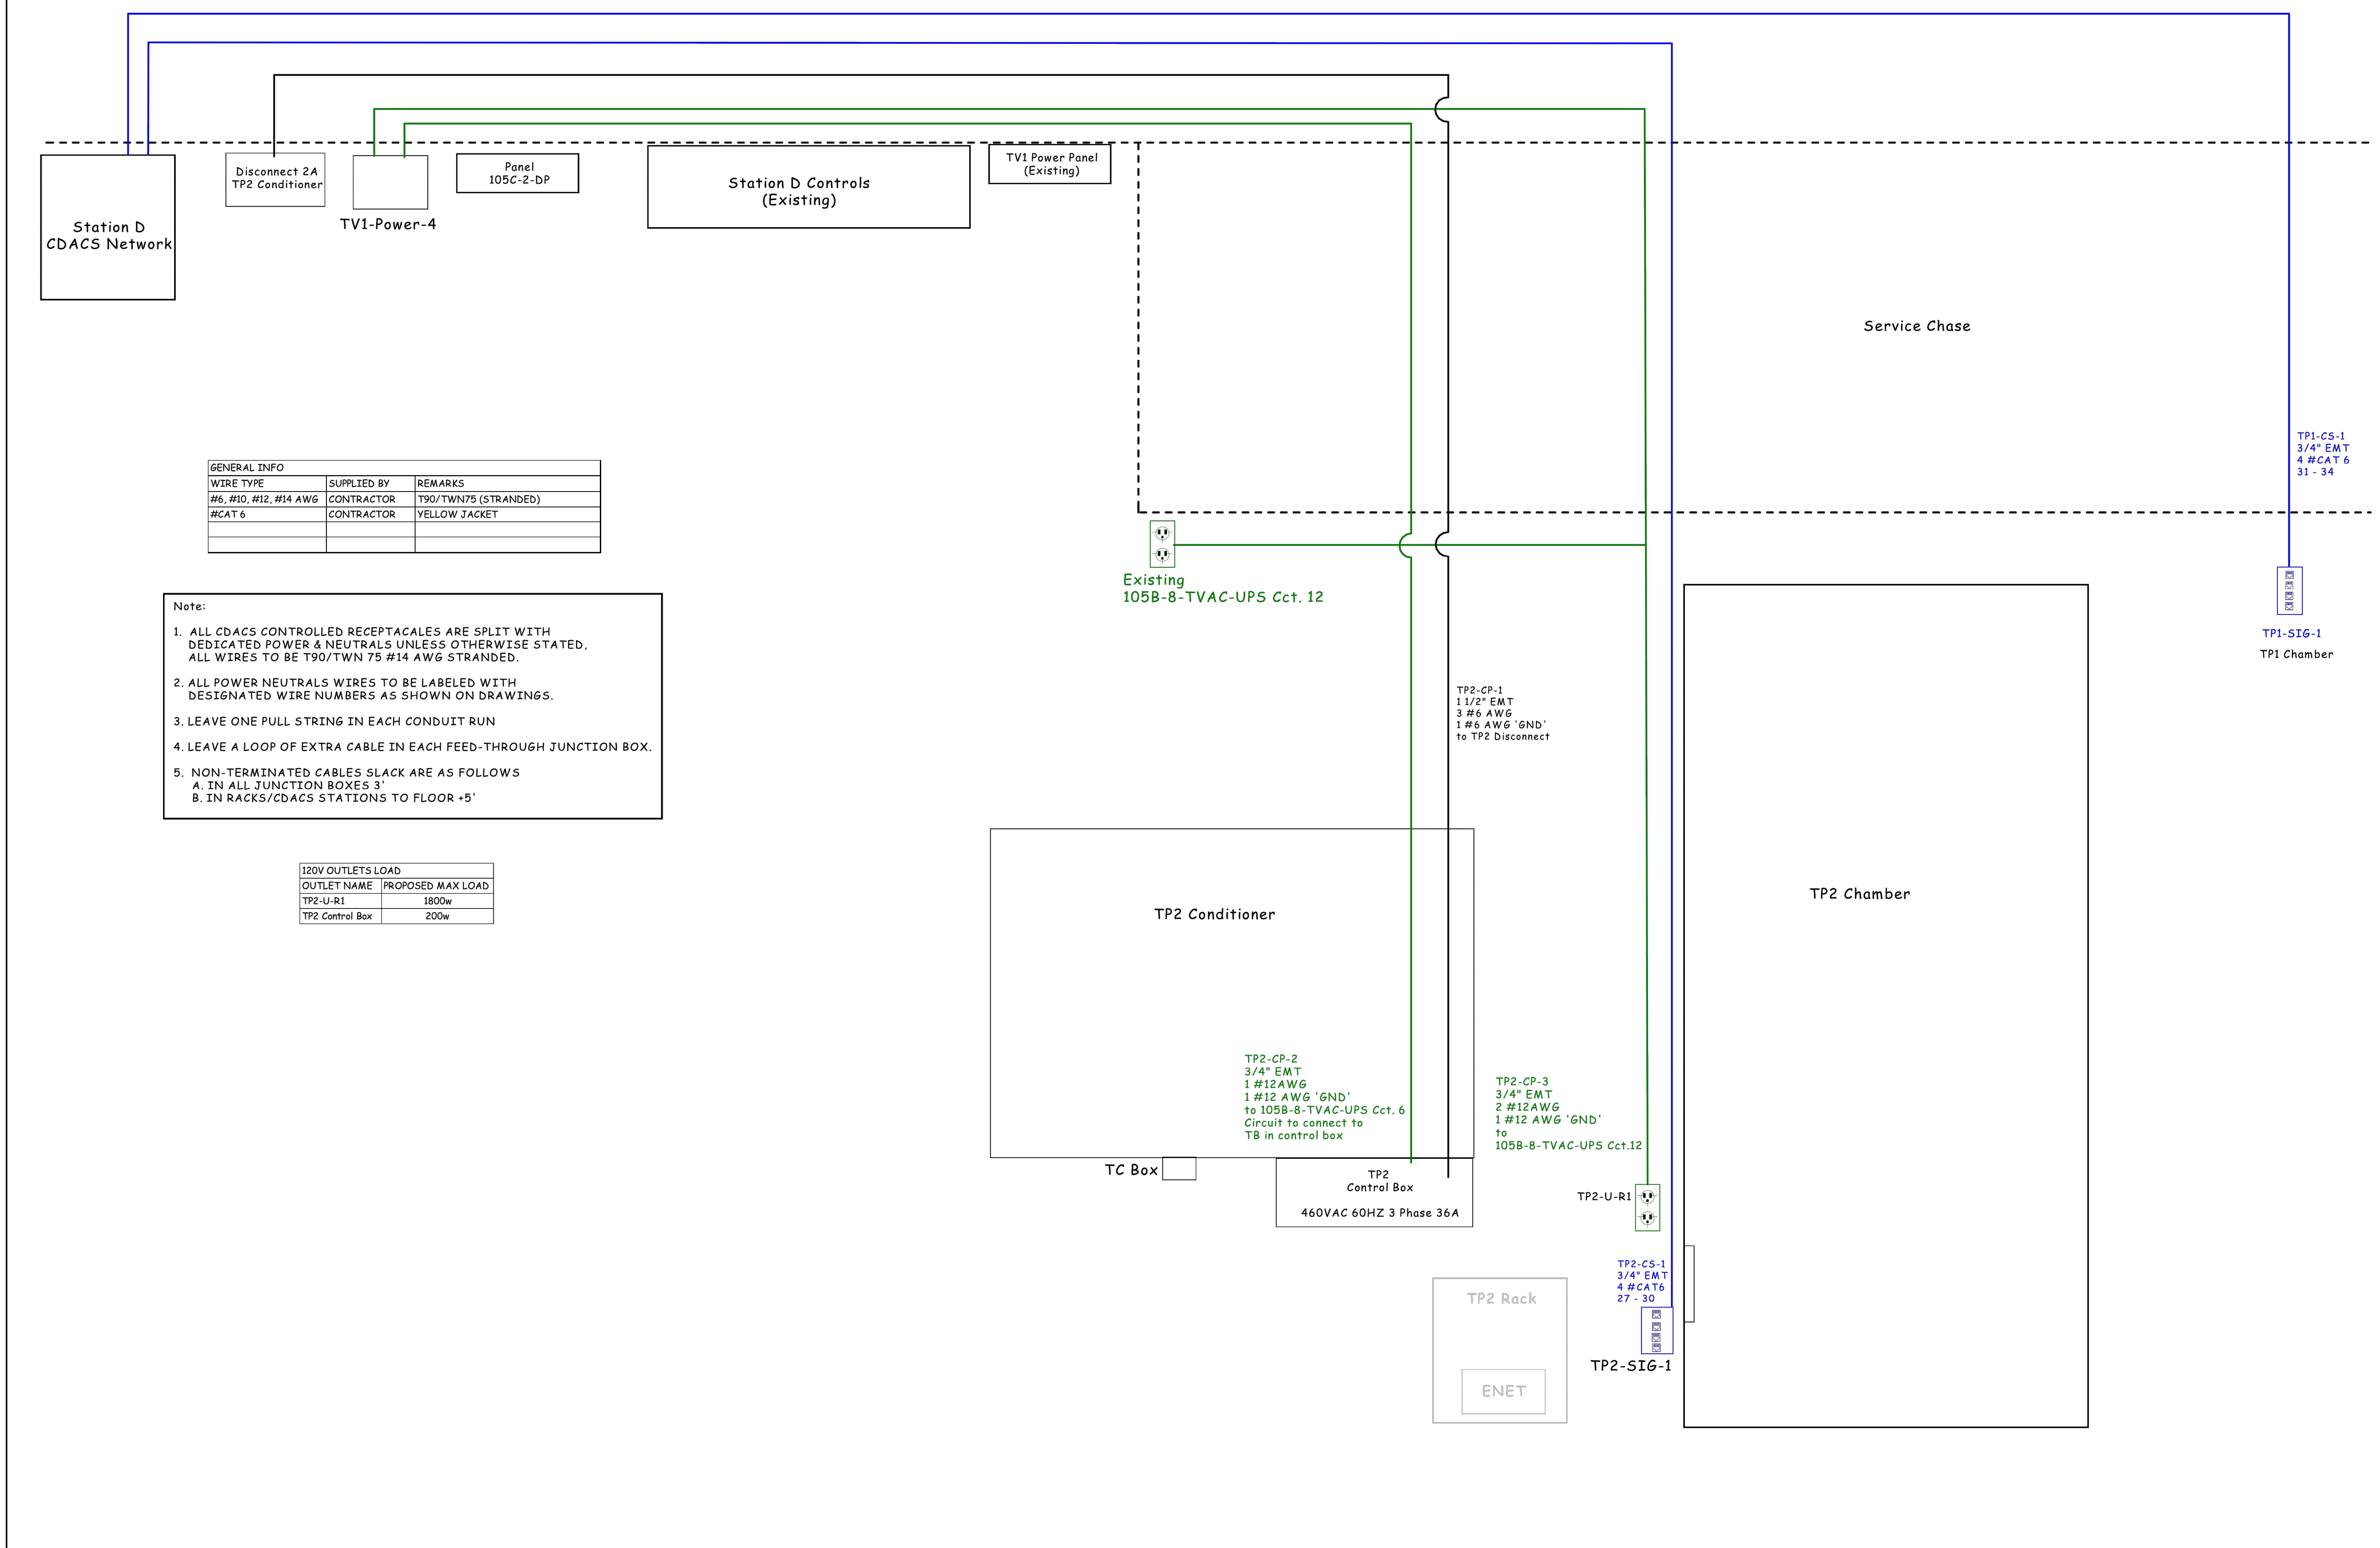 Disconnect 2A
TP2 Conditioner
TV1-Power-4
Panel
105C-2-DP
Station D Controls
(Existing)
TV1 Power Panel
(Existing)
Station D
CDACS Network
Service Chase
TP1-CS-1
3/4" EMT
4 #CAT 6
31 - 34
GENERAL INFO
WIRE TYPE SUPPLIED BY REMARKS
#6, #10, #12, #14 AWG CONTRACTOR T90/TWN75 (STRANDED)
#CAT 6 CONTRACTOR YELLOW JACKET
Existing
105B-8-TVAC-UPS Cct. 12
TP1-SIG-1
TP1 Chamber
Note:
1. ALL CDACS CONTROLLED RECEPTACALES ARE SPLIT WITH
DEDICATED POWER & NEUTRALS UNLESS OTHERWISE STATED,
ALL WIRES TO BE T90/TWN 75 #14 AWG STRANDED.
2. ALL POWER NEUTRALS WIRES TO BE LABELED WITH
DESIGNATED WIRE NUMBERS AS SHOWN ON DRAWINGS.
3. LEAVE ONE PULL STRING IN EACH CONDUIT RUN
4. LEAVE A LOOP OF EXTRA CABLE IN EACH FEED-THROUGH JUNCTION BOX.
5. NON-TERMINATED CABLES SLACK ARE AS FOLLOWS
A. IN ALL JUNCTION BOXES 3'
B. IN RACKS/CDACS STATIONS TO FLOOR +5'
TP2-CP-1
1 1/2" EMT
3 #6 AWG
1 #6 AWG 'GND'
to TP2 Disconnect
120V OUTLETS LOAD
OUTLET NAME PROPOSED MAX LOAD
TP2-U-R1 1800w
TP2 Control Box 200w
TP2 Conditioner
TP2 Chamber
TP2-CP-2
3/4" EMT
1 #12AWG
1 #12 AWG 'GND'
to 105B-8-TVAC-UPS Cct. 6
Circuit to connect to
TB in control box
TP2-CP-3
3/4" EMT
2 #12AWG
1 #12 AWG 'GND'
to
105B-8-TVAC-UPS Cct.12
TC Box
TP2
Control Box
460VAC 60HZ 3 Phase 36A
TP2-U-R1
TP2-CS-1
3/4" EMT
4 #CAT6
27 - 30
TP2 Rack
ENET
TP2-SIG-1